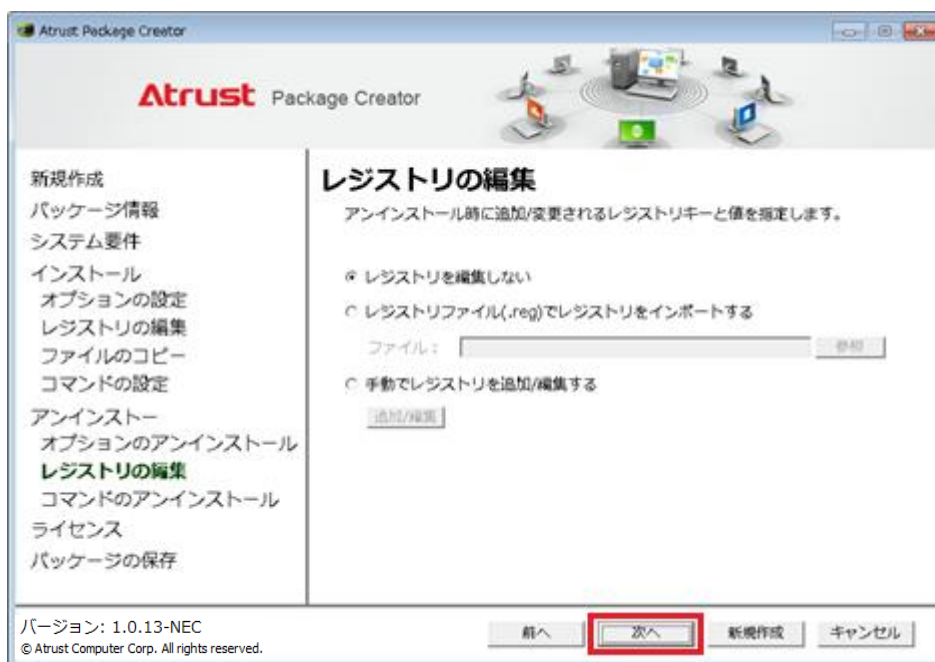 Atrust Package Creator
Atrust Package Creator
新規作成
パッケージ情報
システム要件
インストール
オプションの設定
レジストリの編集
ファイルのコピー
コマンドの設定
アンインストー
オプションのアンインストール
レジストリの編集
コマンドのアンインストール
ライセンス
パッケージの保存
レジストリの編集
アンインストール時に追加/変更されるレジストリキーと値を指定します。
レジストリを編集しない
レジストリファイル(.reg)でレジストリをインポートする
ファイル： 参照
手動でレジストリを追加/編集する
追加/編集
バージョン: 1.0.13-NEC
© Atrust Computer Corp. All rights reserved.
前へ 次へ 新規作成 キャンセル